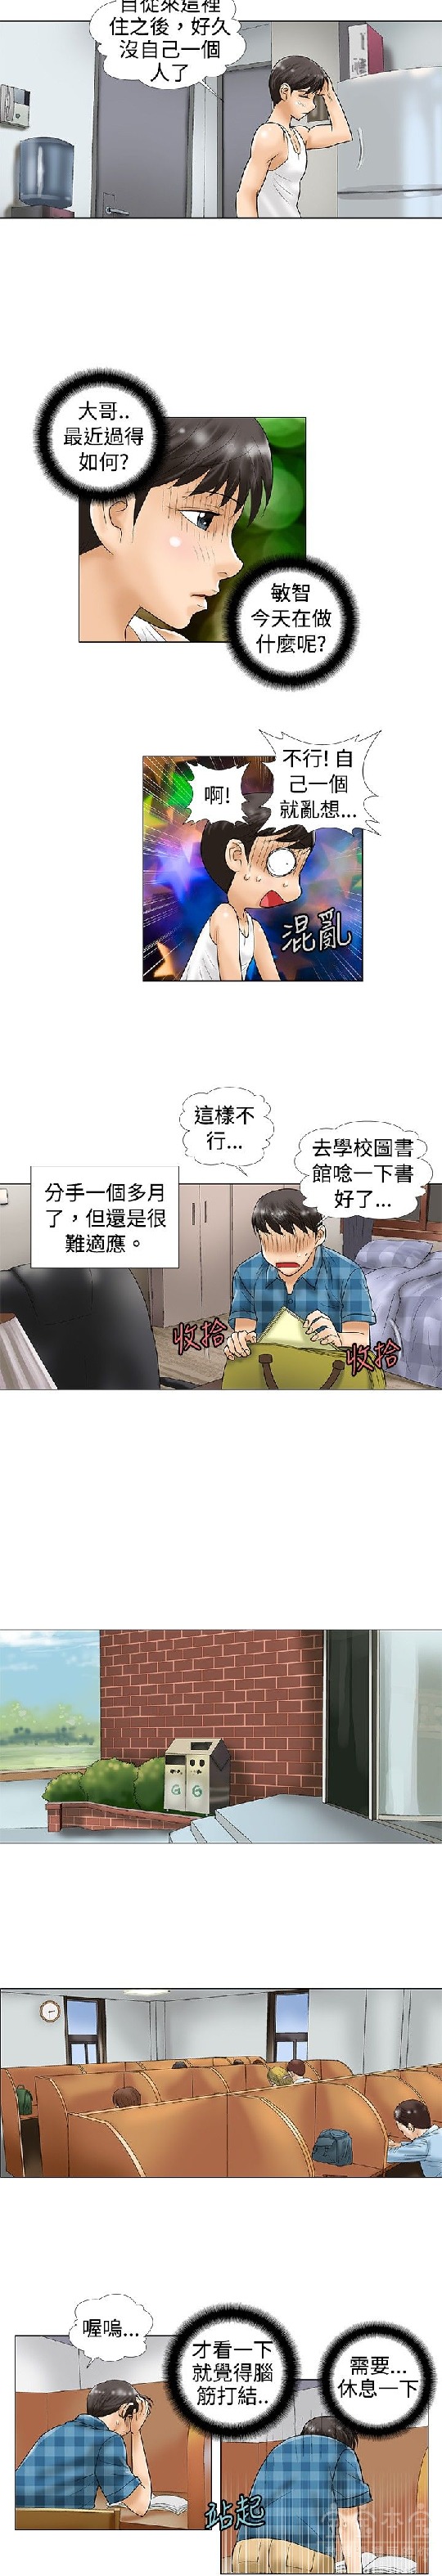 自從來這裡
住之後，好久
沒自己一個
人了
大哥..
最近過得
如何?
敏智
今天在做
什麼呢?
不行! 自
己一個
就亂想...
啊!
混亂
這樣不
行...
去學校圖書
館唸一下書
好了...
分手一個多月
了，但還是很
難適應。
收拾
收拾
G G
喔嗚...
才看一下
就覺得腦
筋打結..
需要...
休息一下
站起